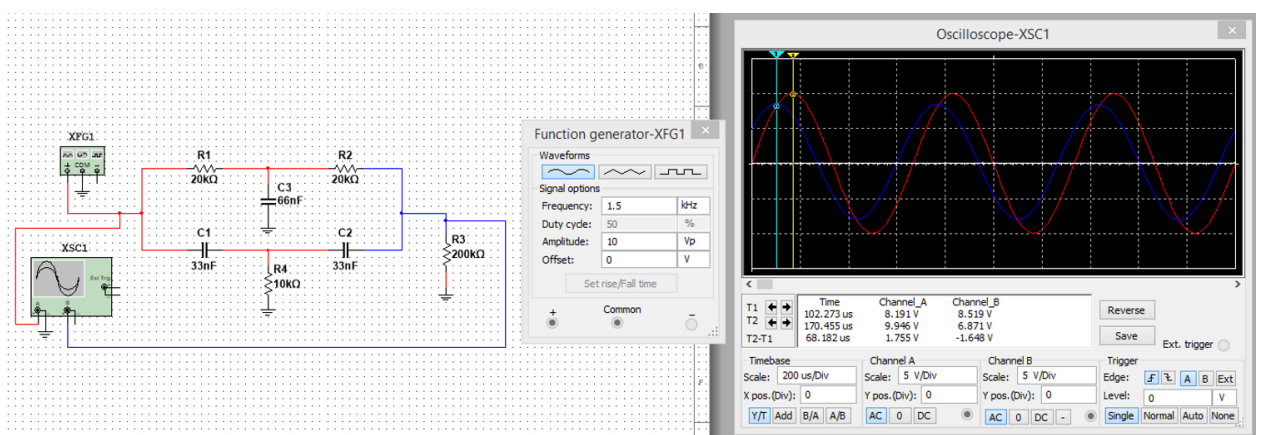 XFG1
COM
+ −
R1
20kΩ
R2
20kΩ
C3
66nF
C1
33nF
C2
33nF
R4
10kΩ
R3
200kΩ
XSC1
Ext Trig
A B
B
F
Function generator-XFG1
Waveforms
Signal options
Frequency: 1.5 kHz
Duty cycle: 50 %
Amplitude: 10 Vp
Offset: 0 V
Set rise/Fall time
+ Common −
Oscilloscope-XSC1
1 2
Time Channel_A Channel_B
T1 102.273 us 8.191 V 8.519 V
T2 170.455 us 9.946 V 6.871 V
T2-T1 68.182 us 1.755 V -1.648 V
Reverse
Save
Ext. trigger
Timebase
Scale: 200 us/Div
X pos.(Div): 0
Y/T Add B/A A/B
Channel A
Scale: 5 V/Div
Y pos.(Div): 0
AC 0 DC
Channel B
Scale: 5 V/Div
Y pos.(Div): 0
AC 0 DC -
Trigger
Edge: A B Ext
Level: 0 V
Single Normal Auto None